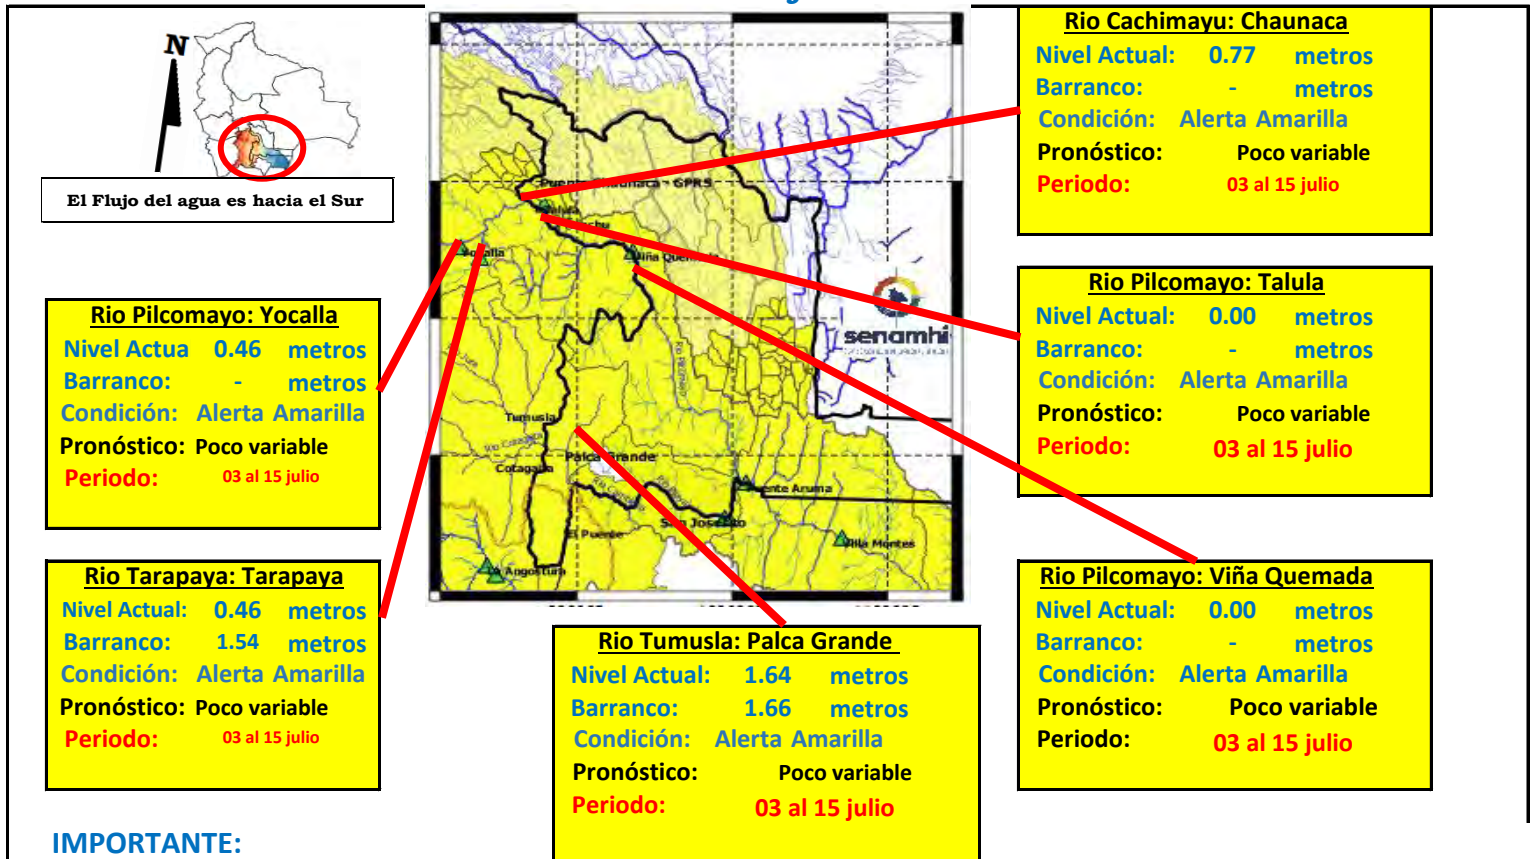 N
El Flujo del agua es hacia el Sur
Rio Cachimayu: Chaunaca
Nivel Actual: 0.77 metros
Barranco: - metros
Condición: Alerta Amarilla
Pronóstico: Poco variable
Periodo: 03 al 15 julio
Rio Pilcomayo: Talula
Nivel Actual: 0.00 metros
Barranco: - metros
Condición: Alerta Amarilla
Pronóstico: Poco variable
Periodo: 03 al 15 julio
Rio Pilcomayo: Yocalla
Nivel Actua 0.46 metros
Barranco: - metros
Condición: Alerta Amarilla
Pronóstico: Poco variable
Periodo: 03 al 15 julio
Rio Tarapaya: Tarapaya
Nivel Actual: 0.46 metros
Barranco: 1.54 metros
Condición: Alerta Amarilla
Pronóstico: Poco variable
Periodo: 03 al 15 julio
Rio Tumusla: Palca Grande
Nivel Actual: 1.64 metros
Barranco: 1.66 metros
Condición: Alerta Amarilla
Pronóstico: Poco variable
Periodo: 03 al 15 julio
Rio Pilcomayo: Viña Quemada
Nivel Actual: 0.00 metros
Barranco: - metros
Condición: Alerta Amarilla
Pronóstico: Poco variable
Periodo: 03 al 15 julio
Puente Chaunaca - GPRS
Talula
Viña Quemada
senamhi
Tumusla
Palca Grande
Cotagaita
San Josecito
El Puente
Villa Montes
Angostura
IMPORTANTE: